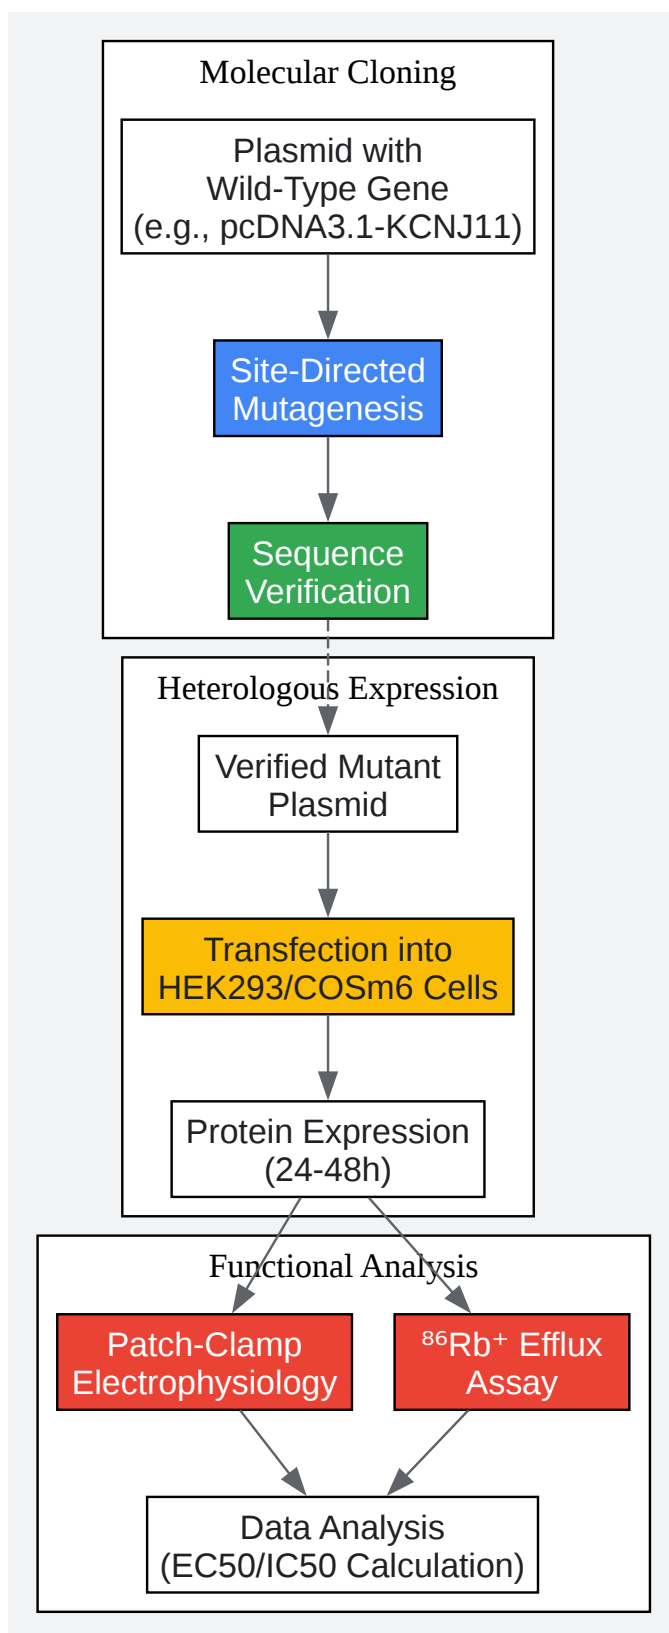 Molecular Cloning
Plasmid with
Wild-Type Gene
(e.g., pcDNA3.1-KCNJ11)
Site-Directed
Mutagenesis
Sequence
Verification
Heterologous Expression
Verified Mutant
Plasmid
Transfection into
HEK293/COSm6 Cells
Protein Expression
(24-48h)
Functional Analysis
Patch-Clamp
Electrophysiology
⁸⁶Rb⁺ Efflux
Assay
Data Analysis
(EC50/IC50 Calculation)